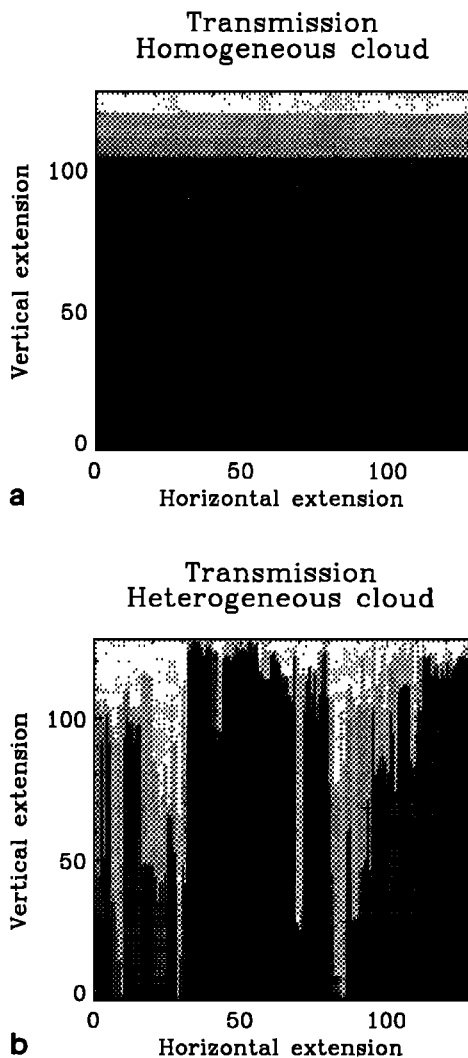 Transmission
Homogeneous cloud
Vertical extension
100
50
0
0 50 100
Horizontal extension
a
Transmission
Heterogeneous cloud
Vertical extension
100
50
0
0 50 100
Horizontal extension
b